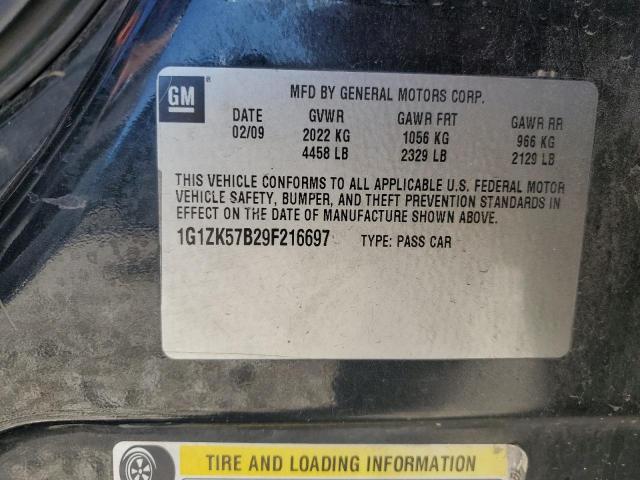 GM
MFD BY GENERAL MOTORS CORP.
DATE GVWR GAWR FRT GAWR RR
02/09 2022 KG 1056 KG 966 KG
4458 LB 2329 LB 2129 LB
THIS VEHICLE CONFORMS TO ALL APPLICABLE U.S. FEDERAL MOTOR
VEHICLE SAFETY, BUMPER, AND THEFT PREVENTION STANDARDS IN
EFFECT ON THE DATE OF MANUFACTURE SHOWN ABOVE.
1G1ZK57B29F216697 TYPE: PASS CAR
TIRE AND LOADING INFORMATION